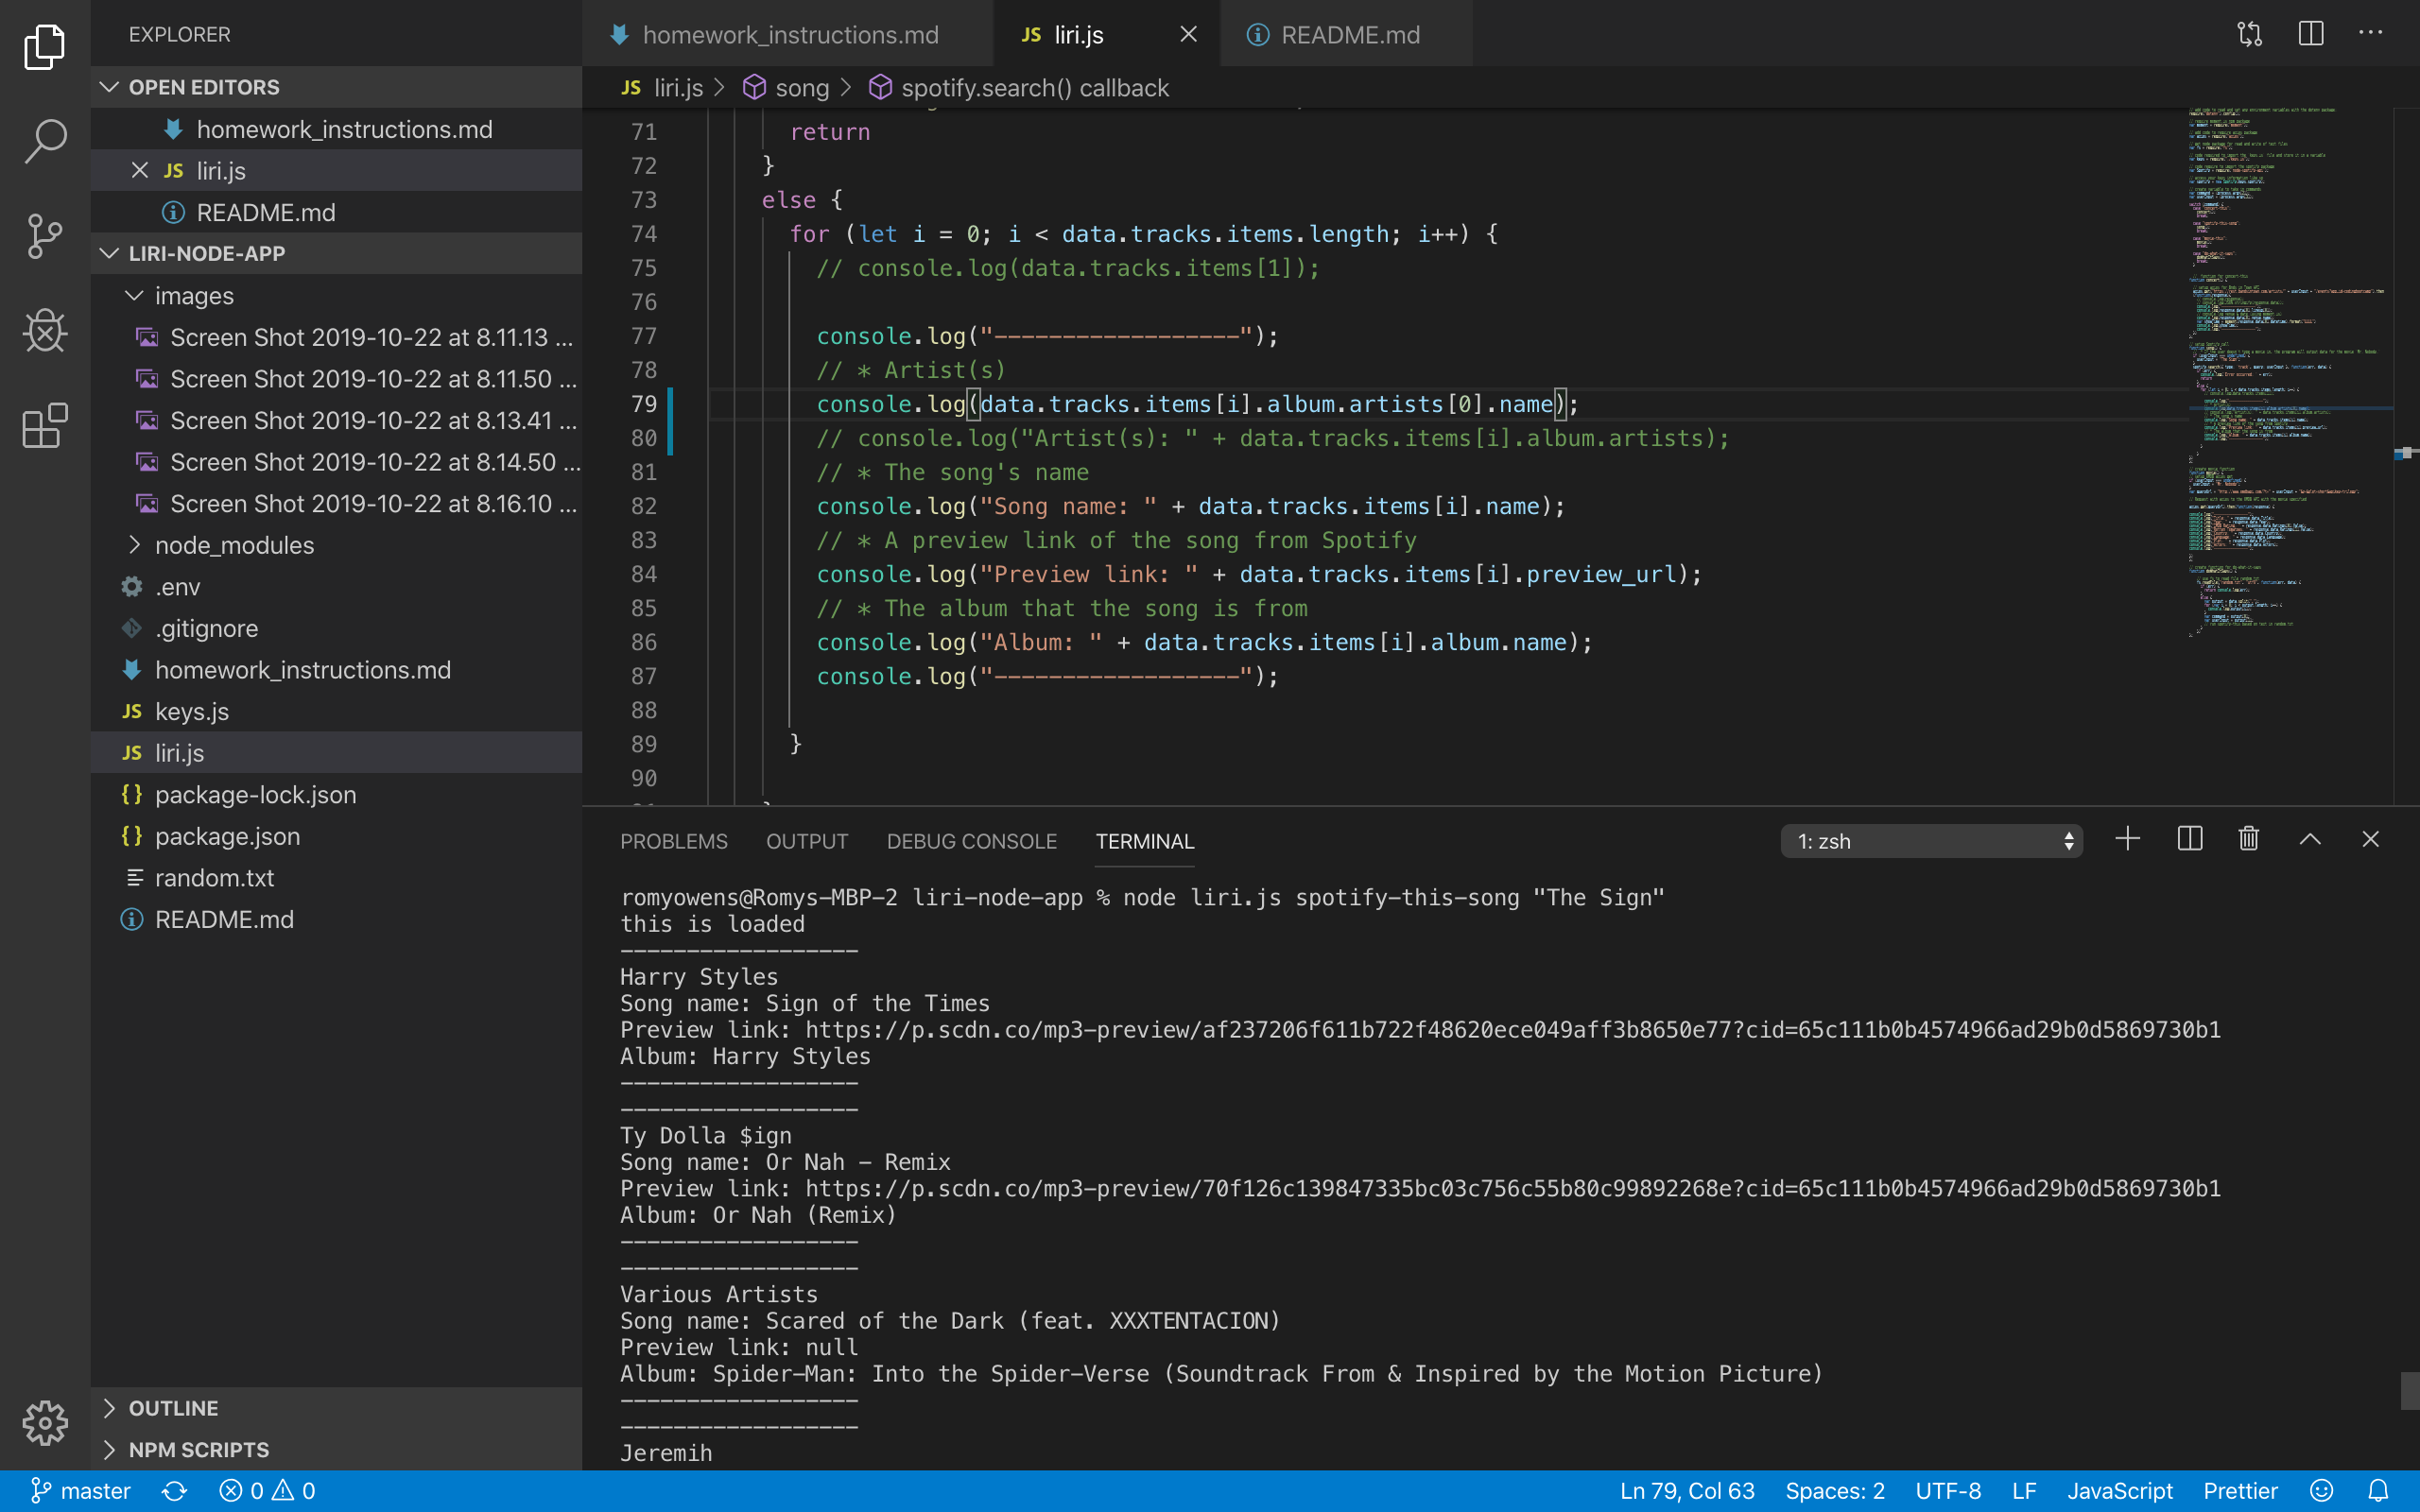 EXPLORER
OPEN EDITORS
homework_instructions.md
JS liri.js
README.md
LIRI-NODE-APP
images
Screen Shot 2019-10-22 at 8.11.13 ...
Screen Shot 2019-10-22 at 8.11.50 ...
Screen Shot 2019-10-22 at 8.13.41 ...
Screen Shot 2019-10-22 at 8.14.50 ...
Screen Shot 2019-10-22 at 8.16.10 ...
node_modules
.env
.gitignore
homework_instructions.md
JS keys.js
JS liri.js
{} package-lock.json
{} package.json
random.txt
README.md
OUTLINE
NPM SCRIPTS
homework_instructions.md
JS liri.js
README.md
JS liri.js > song > spotify.search() callback
71 return
72 }
73 else {
74 for (let i = 0; i < data.tracks.items.length; i++) {
75 // console.log(data.tracks.items[1]);
76
77 console.log("------------------");
78 // * Artist(s)
79 console.log(data.tracks.items[i].album.artists[0].name);
80 // console.log("Artist(s): " + data.tracks.items[i].album.artists);
81 // * The song's name
82 console.log("Song name: " + data.tracks.items[i].name);
83 // * A preview link of the song from Spotify
84 console.log("Preview link: " + data.tracks.items[i].preview_url);
85 // * The album that the song is from
86 console.log("Album: " + data.tracks.items[i].album.name);
87 console.log("------------------");
88
89 }
90
PROBLEMS
OUTPUT
DEBUG CONSOLE
TERMINAL
1: zsh
romyowens@Romys-MBP-2 liri-node-app % node liri.js spotify-this-song "The Sign"
this is loaded
------------------
Harry Styles
Song name: Sign of the Times
Preview link: https://p.scdn.co/mp3-preview/af237206f611b722f48620ece049aff3b8650e77?cid=65c111b0b4574966ad29b0d5869730b1
Album: Harry Styles
------------------
------------------
Ty Dolla $ign
Song name: Or Nah - Remix
Preview link: https://p.scdn.co/mp3-preview/70f126c139847335bc03c756c55b80c99892268e?cid=65c111b0b4574966ad29b0d5869730b1
Album: Or Nah (Remix)
------------------
------------------
Various Artists
Song name: Scared of the Dark (feat. XXXTENTACION)
Preview link: null
Album: Spider-Man: Into the Spider-Verse (Soundtrack From & Inspired by the Motion Picture)
------------------
------------------
Jeremih
master
0
0
Ln 79, Col 63
Spaces: 2
UTF-8
LF
JavaScript
Prettier